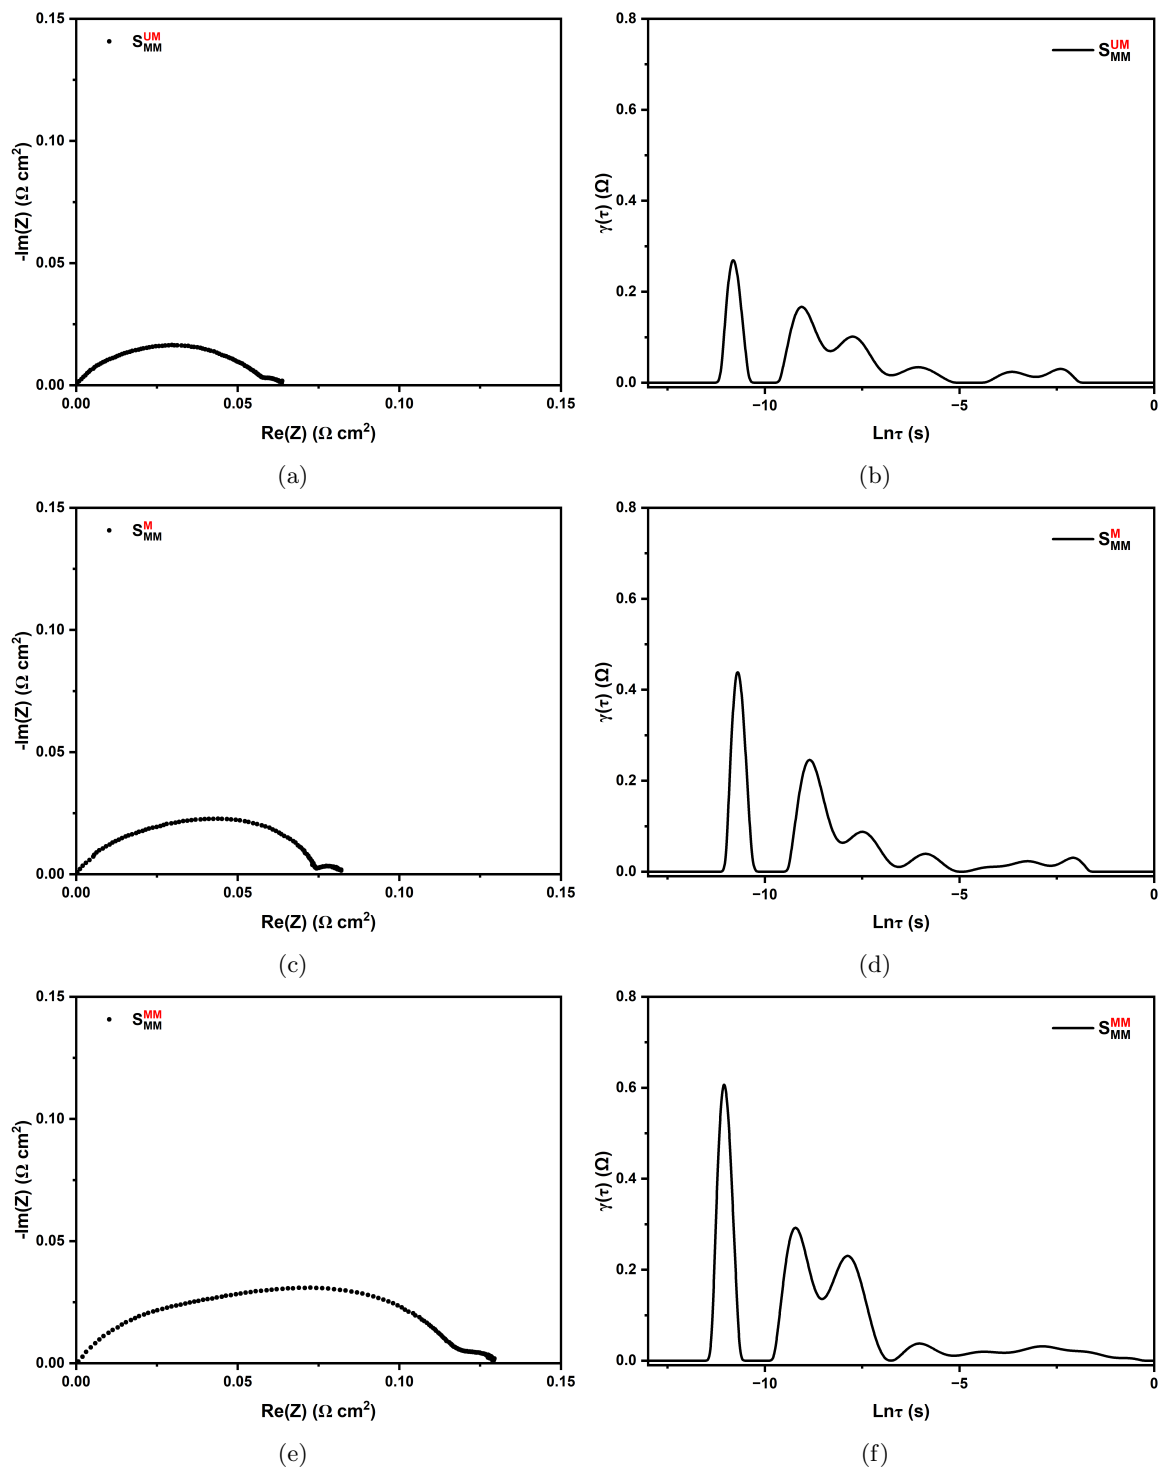 0.15
0.10
0.05
0.00
0.00 0.05 0.10 0.15
-Im(Z) (Ω cm²)
Re(Z) (Ω cm²)
S^UM_MM
(a)
0.8
0.6
0.4
0.2
0.0
−10 −5 0
γ(τ) (Ω)
Lnτ (s)
S^UM_MM
(b)
0.15
0.10
0.05
0.00
0.00 0.05 0.10 0.15
-Im(Z) (Ω cm²)
Re(Z) (Ω cm²)
S^M_MM
(c)
0.8
0.6
0.4
0.2
0.0
−10 −5 0
γ(τ) (Ω)
Lnτ (s)
S^M_MM
(d)
0.15
0.10
0.05
0.00
0.00 0.05 0.10 0.15
-Im(Z) (Ω cm²)
Re(Z) (Ω cm²)
S^MM_MM
(e)
0.8
0.6
0.4
0.2
0.0
−10 −5 0
γ(τ) (Ω)
Lnτ (s)
S^MM_MM
(f)